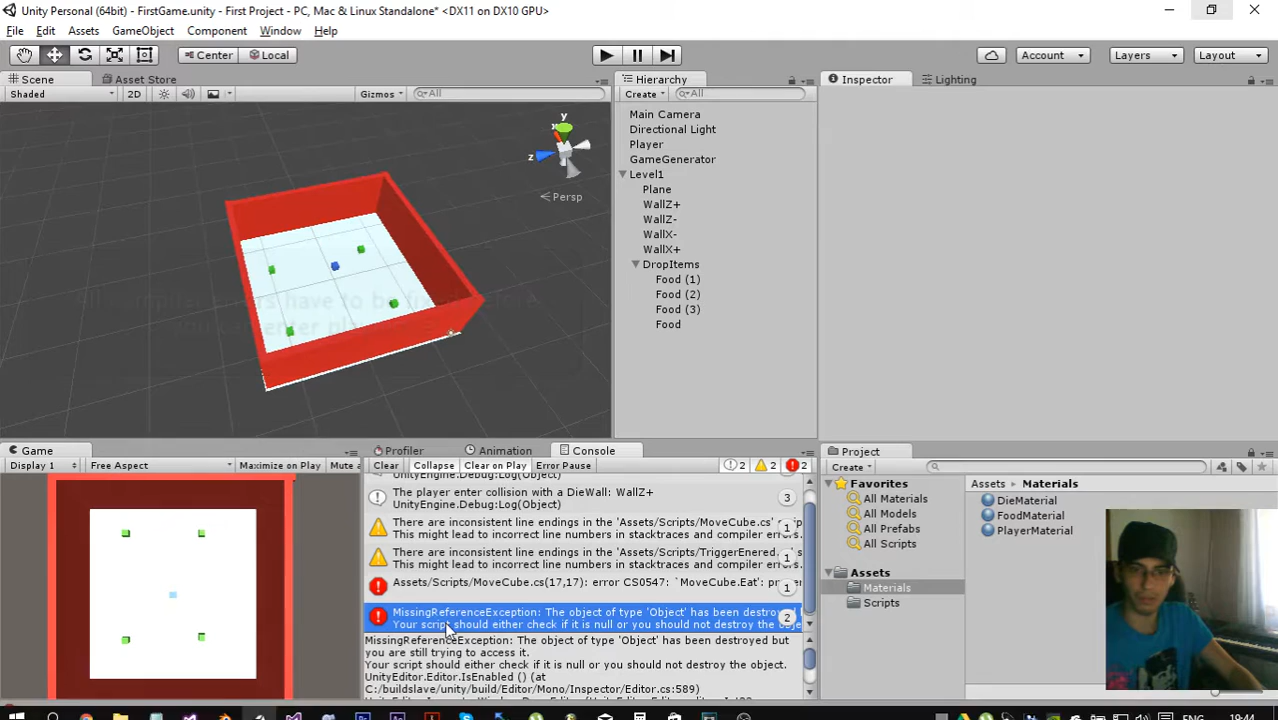 Unity Personal (64bit) - FirstGame.unity - First Project - PC, Mac & Linux Standalone* <DX11 on DX10 GPU>
File Edit Assets GameObject Component Window Help
Center Local Account Layers Layout
Scene Asset Store Hierarchy Inspector Lighting
Shaded 2D Gizmos All Create All
y
x
z
Persp
Main Camera
Directional Light
Player
GameGenerator
Level1
Plane
WallZ+
WallZ-
WallX-
WallX+
DropItems
Food (1)
Food (2)
Food (3)
Food
Game Profiler Animation Console Project
Display 1 Free Aspect Maximize on Play Mute a Clear Collapse Clear on Play Error Pause 2 2 2 Create
UnityEngine.Debug:Log(Object)
The player enter collision with a DieWall: WallZ+
UnityEngine.Debug:Log(Object)
3
There are inconsistent line endings in the 'Assets/Scripts/MoveCube.cs'
This might lead to incorrect line numbers in stacktraces and compiler errors.
1
There are inconsistent line endings in the 'Assets/Scripts/TriggerEnered.
This might lead to incorrect line numbers in stacktraces and compiler errors.
1
Assets/Scripts/MoveCube.cs(17,17): error CS0547: `MoveCube.Eat':
1
MissingReferenceException: The object of type 'Object' has been destroyed
Your script should either check if it is null or you should not destroy the
2
MissingReferenceException: The object of type 'Object' has been destroyed but
you are still trying to access it.
Your script should either check if it is null or you should not destroy the object.
UnityEditor.Editor.IsEnabled () (at
C:/buildslave/unity/build/Editor/Mono/Inspector/Editor.cs:589)
Favorites
All Materials
All Models
All Prefabs
All Scripts
Assets
Materials
Scripts
Assets Materials
DieMaterial
FoodMaterial
PlayerMaterial
19:44